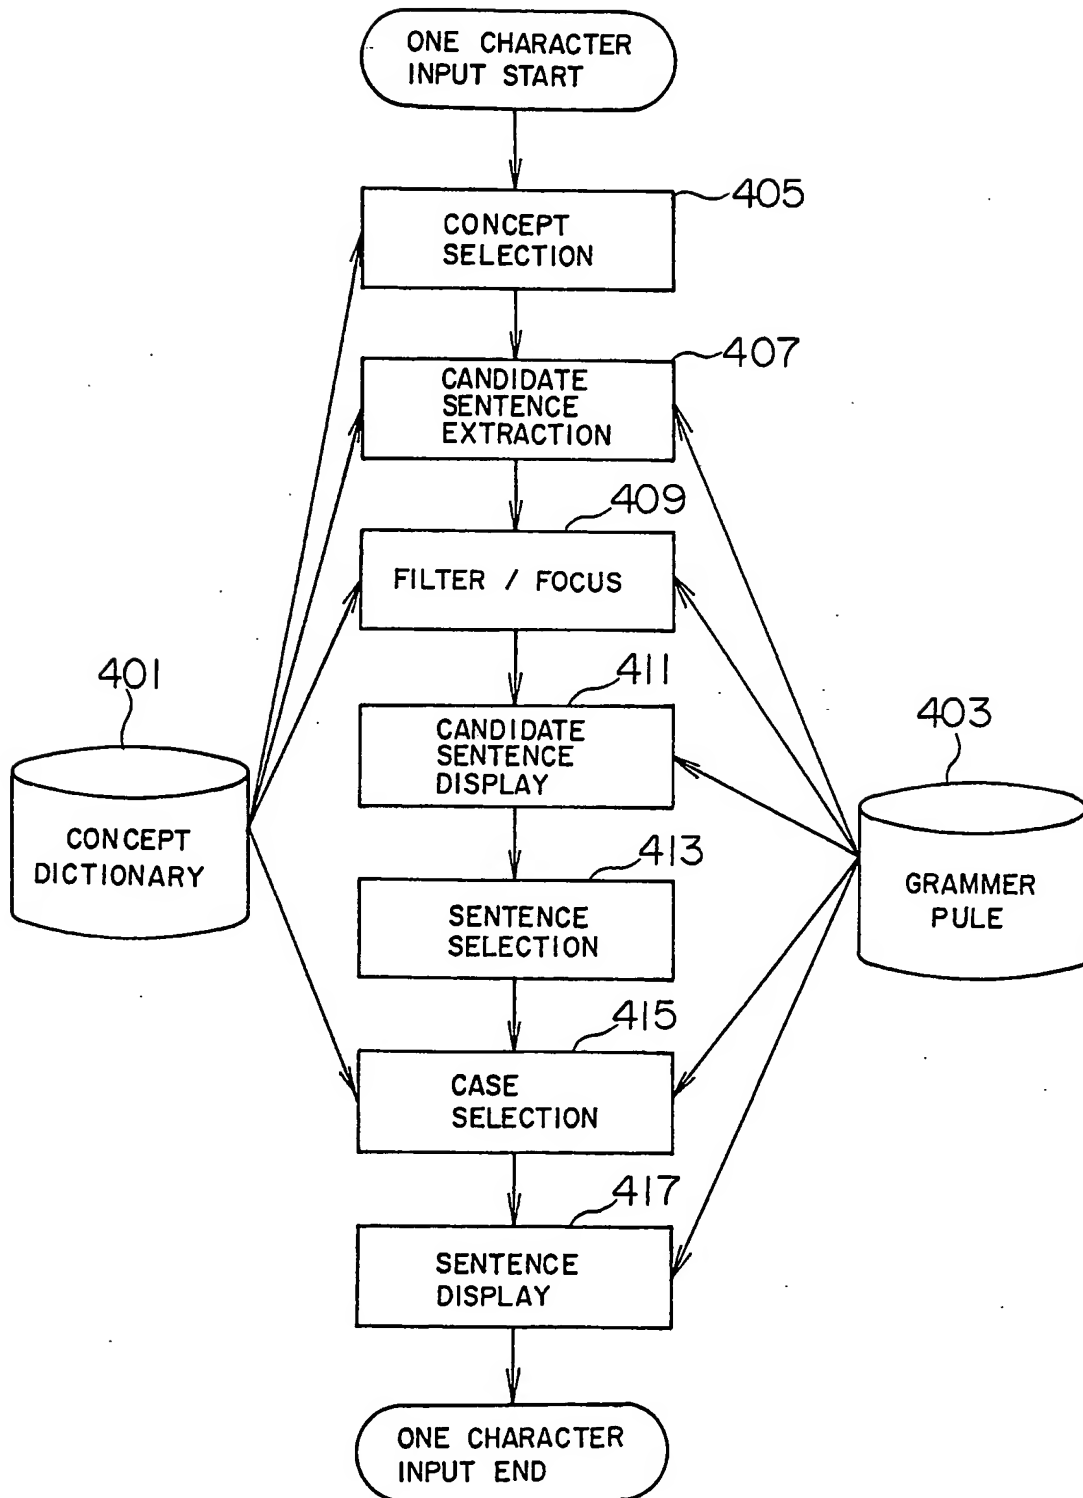 ONE CHARACTER
INPUT START
405
CONCEPT
SELECTION
407
CANDIDATE
SENTENCE
EXTRACTION
409
FILTER / FOCUS
401
CONCEPT
DICTIONARY
411
CANDIDATE
SENTENCE
DISPLAY
403
GRAMMER
PULE
413
SENTENCE
SELECTION
415
CASE
SELECTION
417
SENTENCE
DISPLAY
ONE CHARACTER
INPUT END